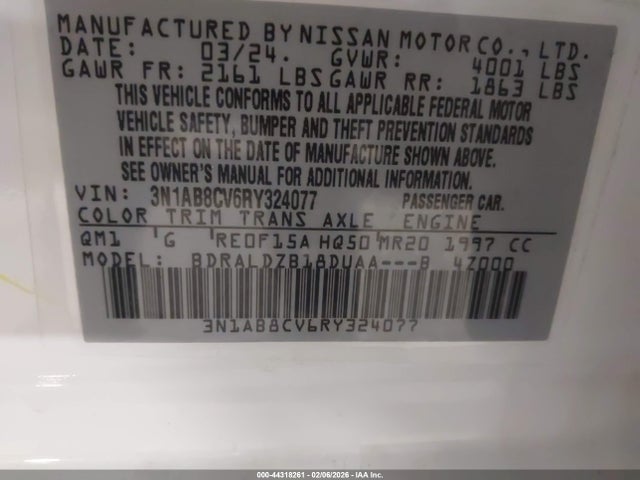 MANUFACTURED BY NISSAN MOTOR CO., LTD.
DATE: 03/24. GVWR: 4001 LBS
GAWR FR: 2161 LBS GAWR RR: 1863 LBS
THIS VEHICLE CONFORMS TO ALL APPLICABLE FEDERAL MOTOR
VEHICLE SAFETY, BUMPER AND THEFT PREVENTION STANDARDS
IN EFFECT ON THE DATE OF MANUFACTURE SHOWN ABOVE.
SEE OWNER'S MANUAL FOR ADDITIONAL INFORMATION.
VIN: 3N1AB8CV6RY324077 PASSENGER CAR.
COLOR TRIM TRANS AXLE ENGINE
QM1 G RE0F15A HQ50 MR20 1997 CC
MODEL: BDRALDZB18DUAA---B 47000
3N1AB8CV6RY324077
000-44318261 - 02/06/2026 - IAAI.com